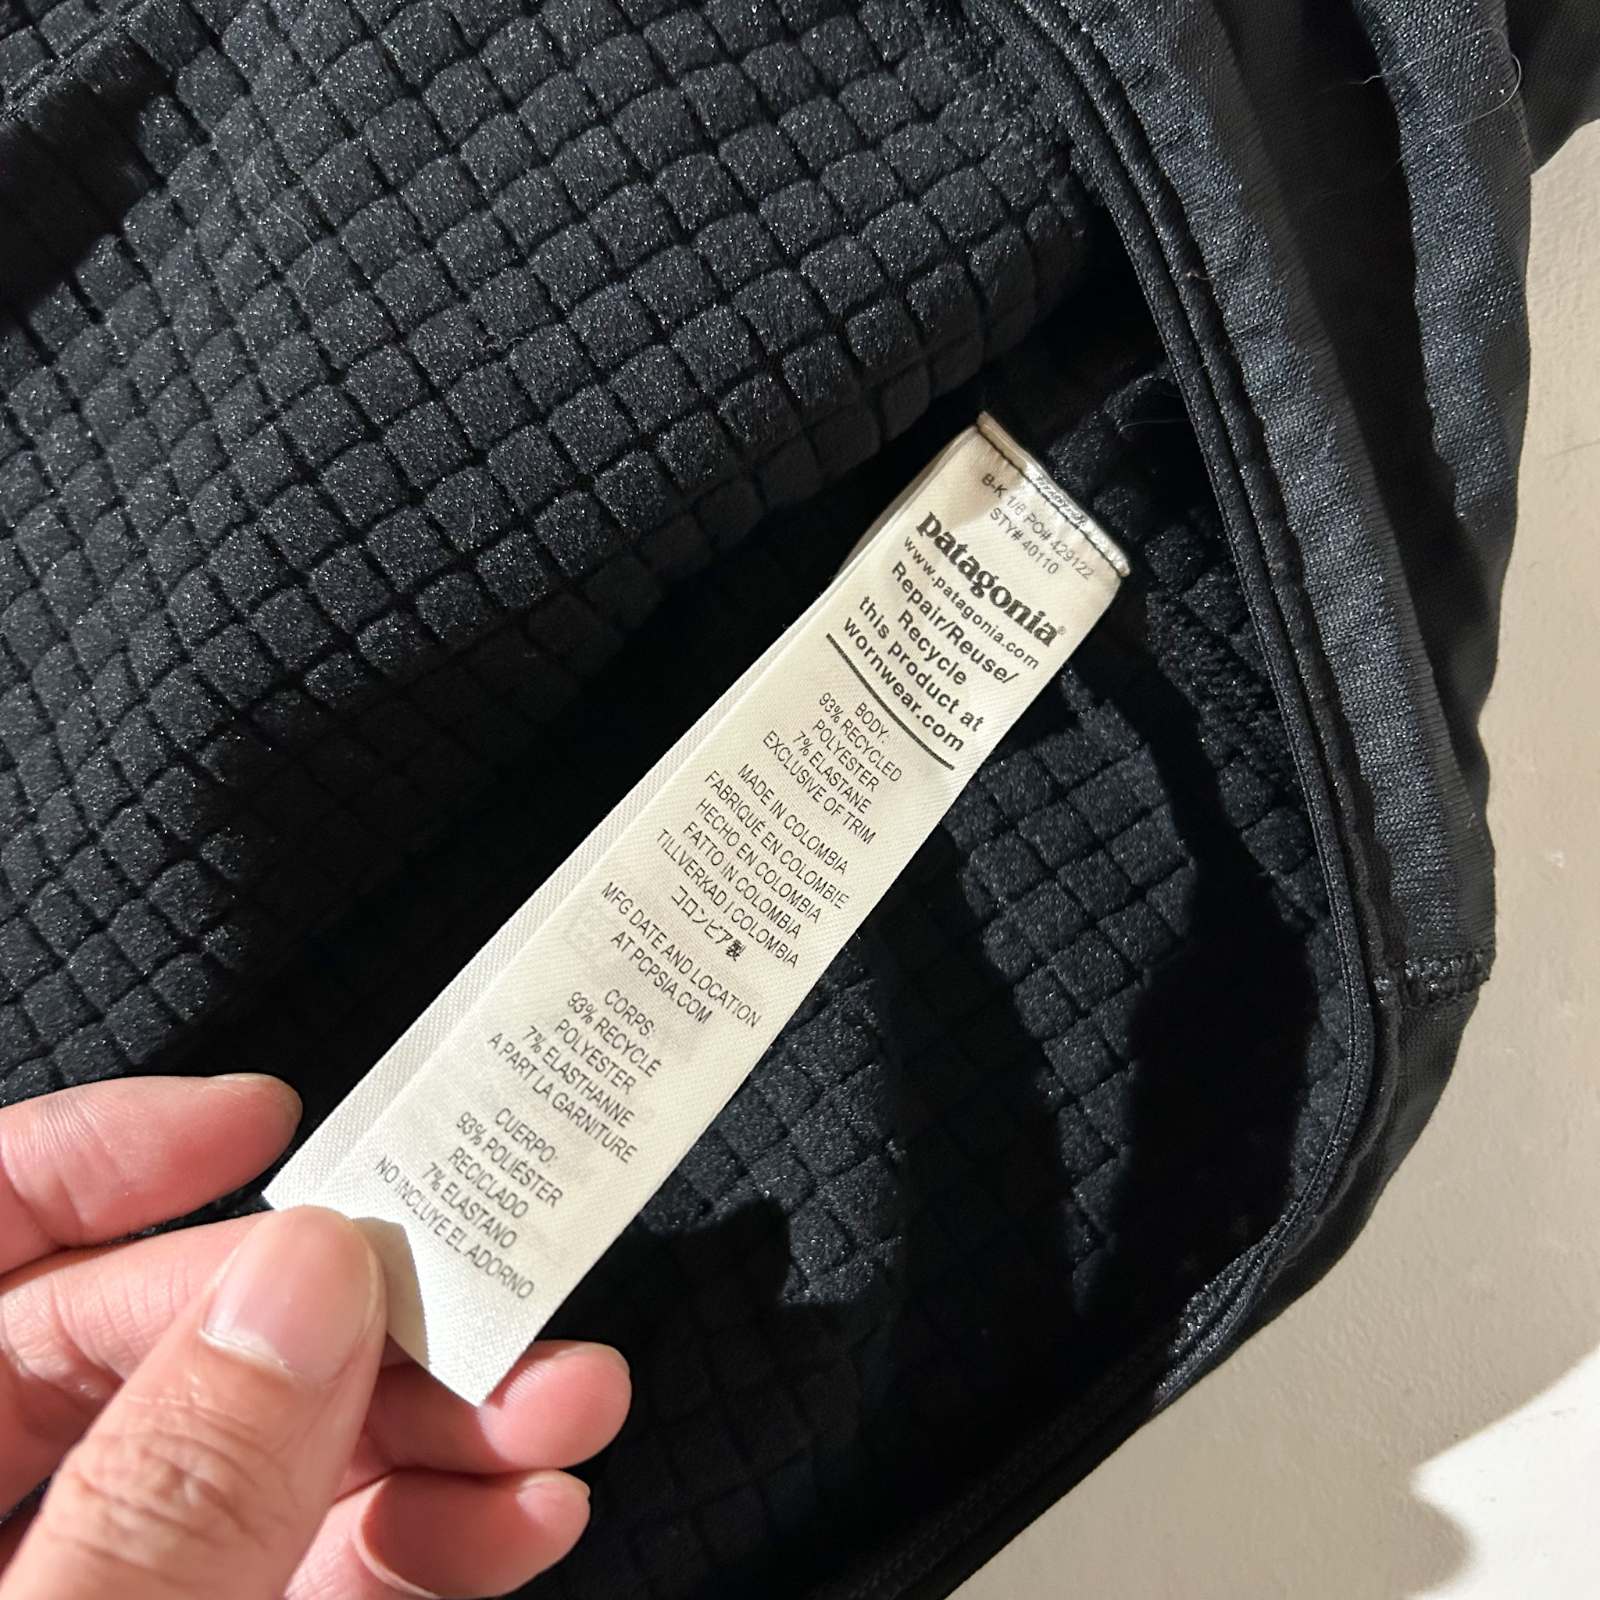 B-K 1/6 PO# 429122
STY# 40110
patagonia®
www.patagonia.com
Repair/Reuse/
Recycle
this product at
wornwear.com
BODY:
93% RECYCLED
POLYESTER
7% ELASTANE
EXCLUSIVE OF TRIM
MADE IN COLOMBIA
FABRIQUÉ EN COLOMBIE
HECHO EN COLOMBIA
FATTO IN COLOMBIA
TILLVERKAD I COLOMBIA
コロンビア製
MFG DATE AND LOCATION
AT PCPSIA.COM
CORPS:
93% RECYCLÉ
POLYESTER
7% ELASTHANNE
A PART LA GARNITURE
CUERPO:
93% POLIÉSTER
RECICLADO
7% ELASTANO
NO INCLUYE EL ADORNO